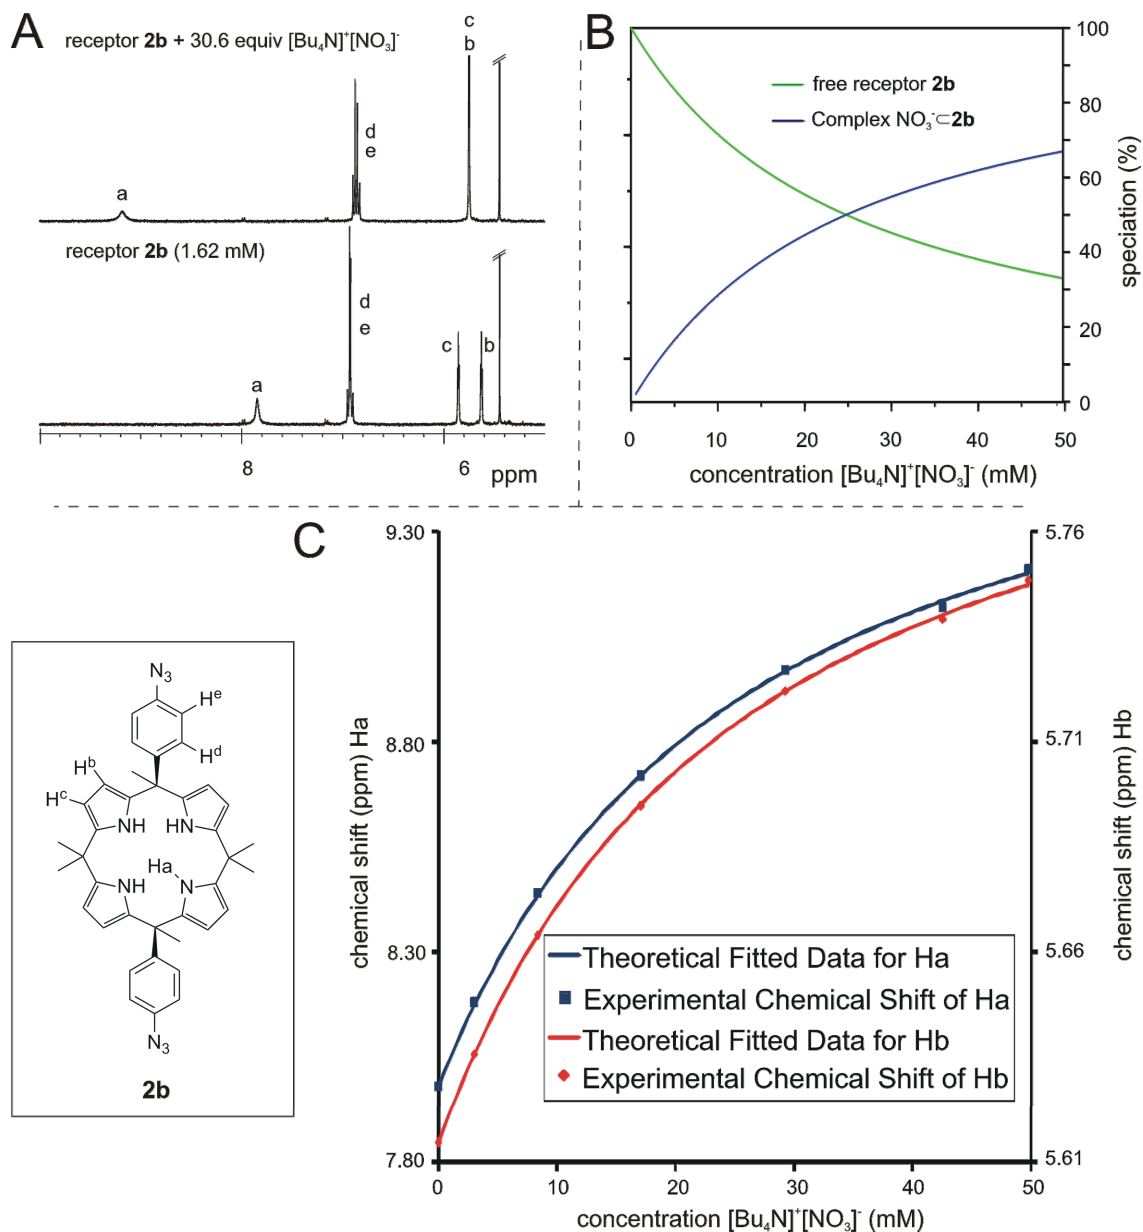 A
receptor 2b + 30.6 equiv [Bu₄N]⁺[NO₃]⁻
c
b
d
e
a
receptor 2b (1.62 mM)
d
e
c
b
a
8
6
ppm
B
100
80
60
40
20
0
speciation (%)
free receptor 2b
Complex NO₃⁻⊂2b
0
10
20
30
40
50
concentration [Bu₄N]⁺[NO₃]⁻ (mM)
C
9.30
8.80
8.30
7.80
chemical shift (ppm) Ha
5.76
5.71
5.66
5.61
chemical shift (ppm) Hb
Theoretical Fitted Data for Ha
Experimental Chemical Shift of Ha
Theoretical Fitted Data for Hb
Experimental Chemical Shift of Hb
0
10
20
30
40
50
concentration [Bu₄N]⁺[NO₃]⁻ (mM)
N₃
Hᵉ
Hᵈ
Hᵇ
Hᶜ
NH
HN
Ha
NH
N
N₃
2b